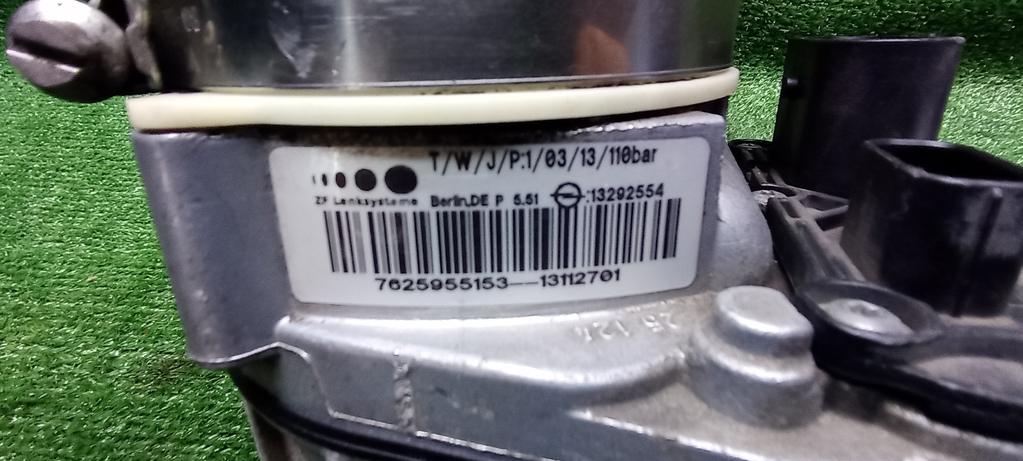 T/W/J/P:1/03/13/110bar
ZF Lenksysteme Berlin.DE P 5.51 :13292554
7625955153--13112701